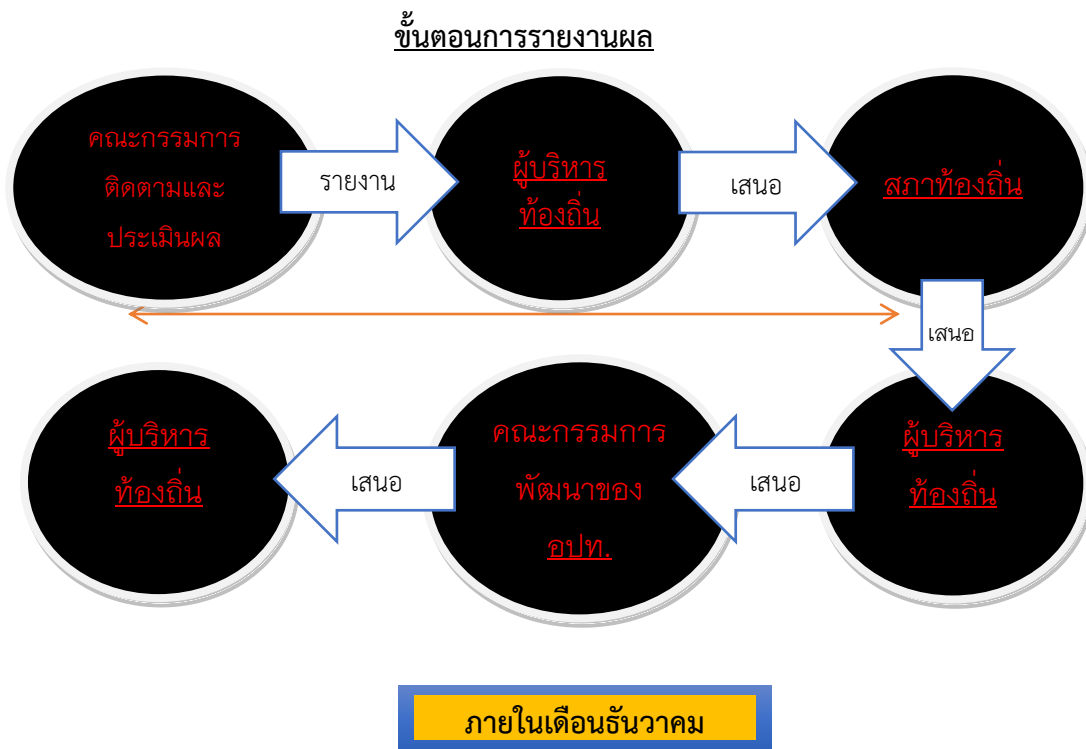 ขั้นตอนการรายงานผล
คณะกรรมการ
ติดตามและ
ประเมินผล
รายงาน
ผู้บริหาร
ท้องถิ่น
เสนอ
สภาท้องถิ่น
เสนอ
ผู้บริหาร
ท้องถิ่น
เสนอ
คณะกรรมการ
พัฒนาของ
อปท.
เสนอ
ผู้บริหาร
ท้องถิ่น
ภายในเดือนธันวาคม